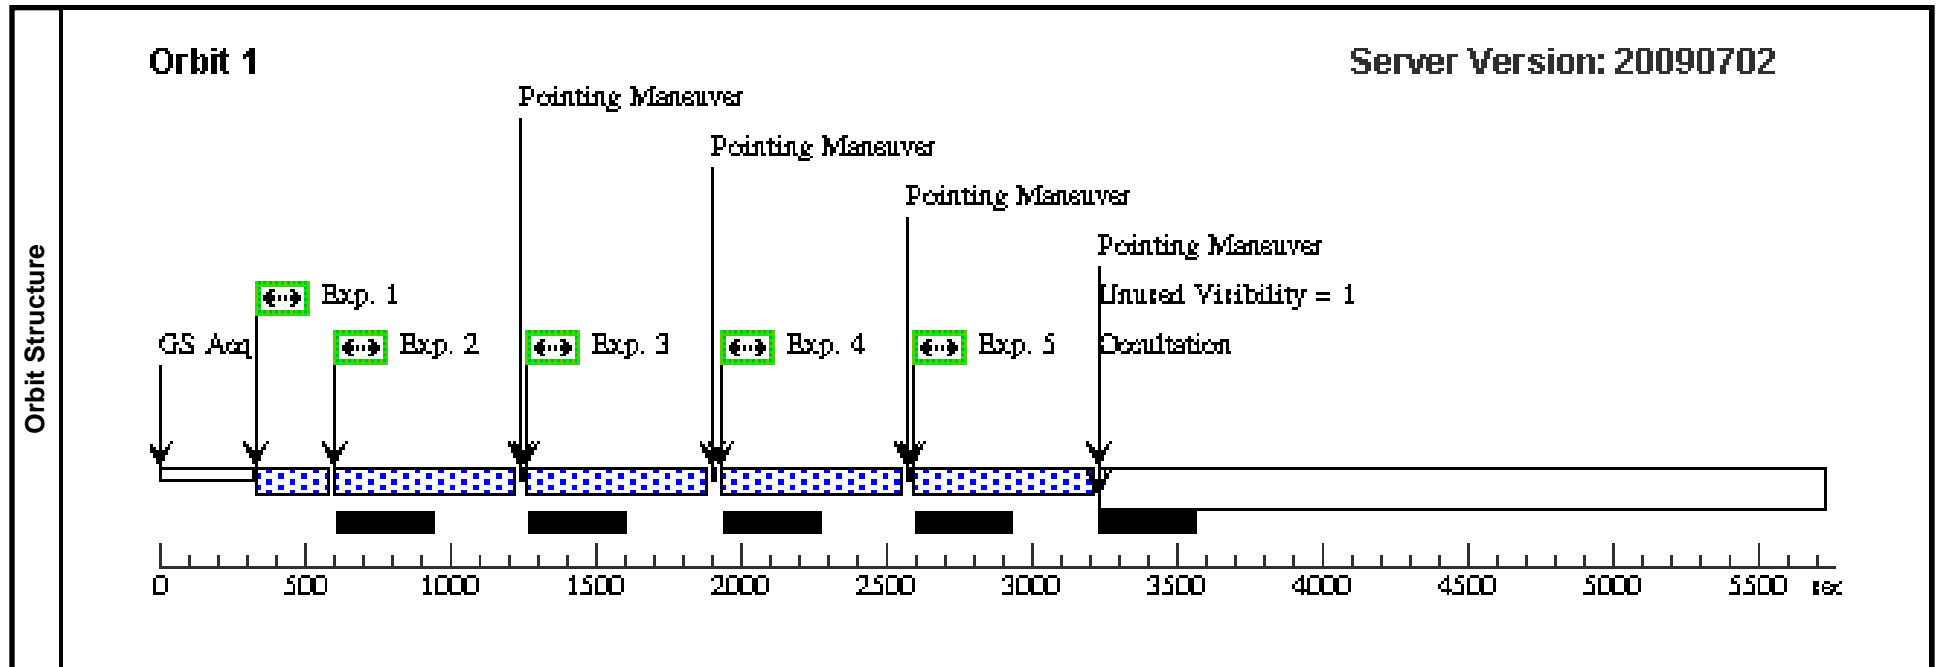 Orbit Structure
Orbit 1
Server Version: 20090702
Pointing Maneuver
Pointing Maneuver
Pointing Maneuver
Pointing Maneuver
Exp. 1
Unused Visibility = 1
GS Acq
Exp. 2
Exp. 3
Exp. 4
Exp. 5
Occultation
0 500 1000 1500 2000 2500 3000 3500 4000 4500 5000 5500 sec